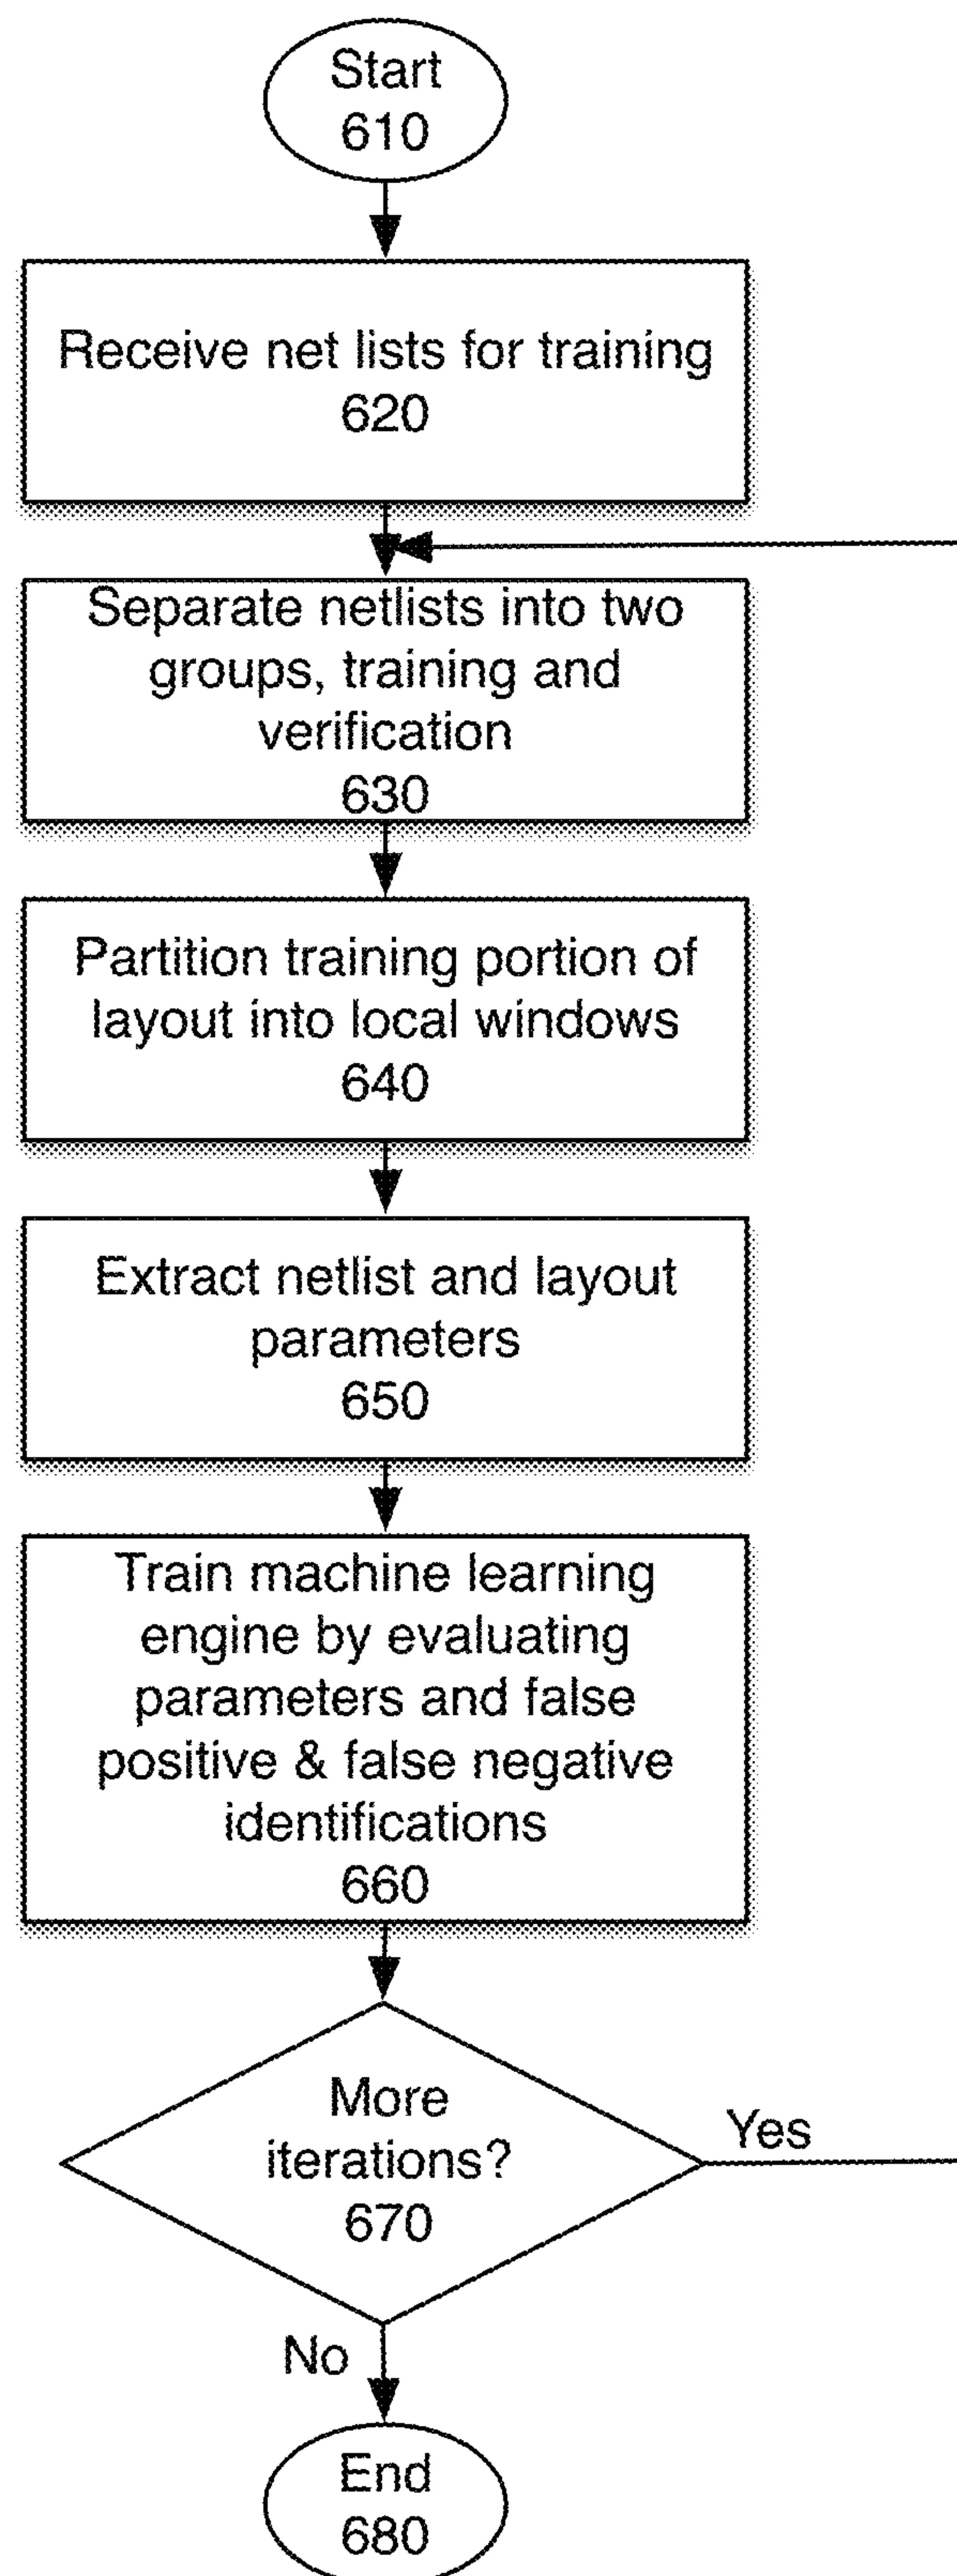 Start
610
Receive net lists for training
620
Separate netlists into two
groups, training and
verification
630
Partition training portion of
layout into local windows
640
Extract netlist and layout
parameters
650
Train machine learning
engine by evaluating
parameters and false
positive & false negative
identifications
660
More
iterations?
670
Yes
No
End
680